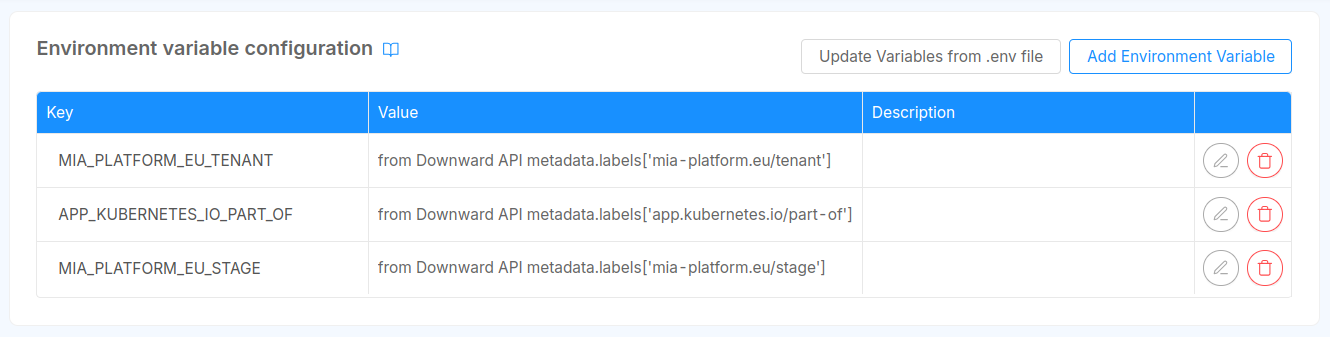 Environment variable configuration
Update Variables from .env file
Add Environment Variable
Key Value Description
MIA_PLATFORM_EU_TENANT from Downward API metadata.labels['mia-platform.eu/tenant']
APP_KUBERNETES_IO_PART_OF from Downward API metadata.labels['app.kubernetes.io/part-of']
MIA_PLATFORM_EU_STAGE from Downward API metadata.labels['mia-platform.eu/stage']